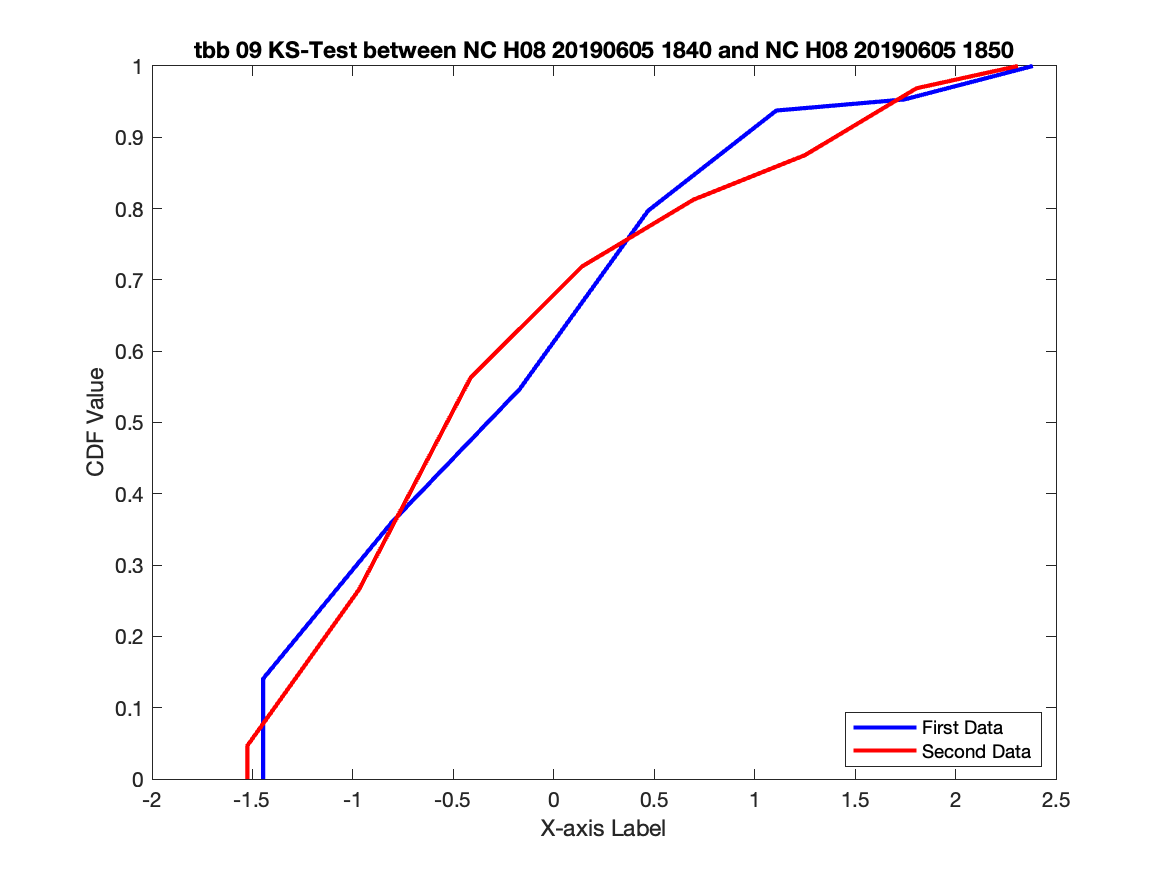 tbb 09 KS-Test between NC H08 20190605 1840 and NC H08 20190605 1850
1
0.9
0.8
0.7
0.6
0.5
0.4
0.3
0.2
0.1
0
CDF Value
-2 -1.5 -1 -0.5 0 0.5 1 1.5 2 2.5
X-axis Label
First Data
Second Data